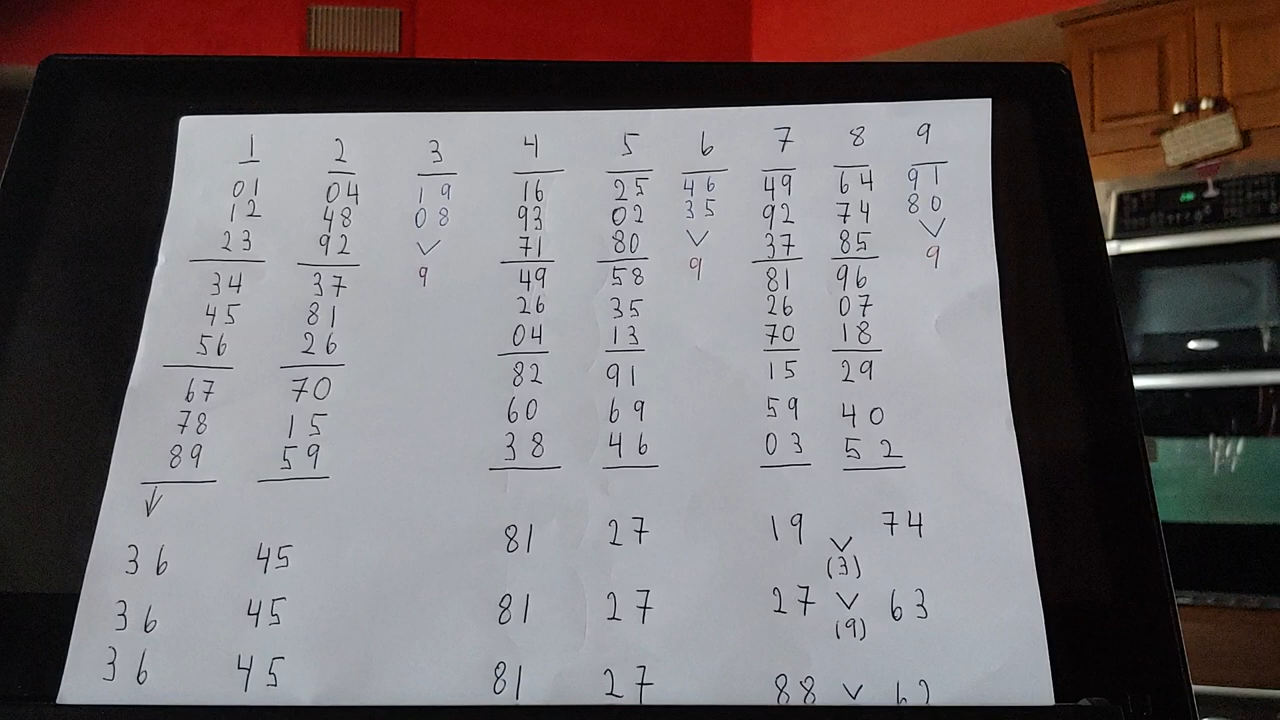 1 2 3 4 5 6 7 8 9
01 04 19 16 25 46 49 64 91
12 48 08 93 02 35 92 74 80
23 92 V 71 80 V 37 85 V
34 37 9 49 58 9 81 96 9
45 81 26 35 26 07
56 26 04 13 70 18
67 70 82 91 15 29
78 15 60 69 59 40
89 59 38 46 03 52
36 45 81 27 19 V 74
(3)
36 45 81 27 27 V 63
(9)
36 45 81 27 88 V